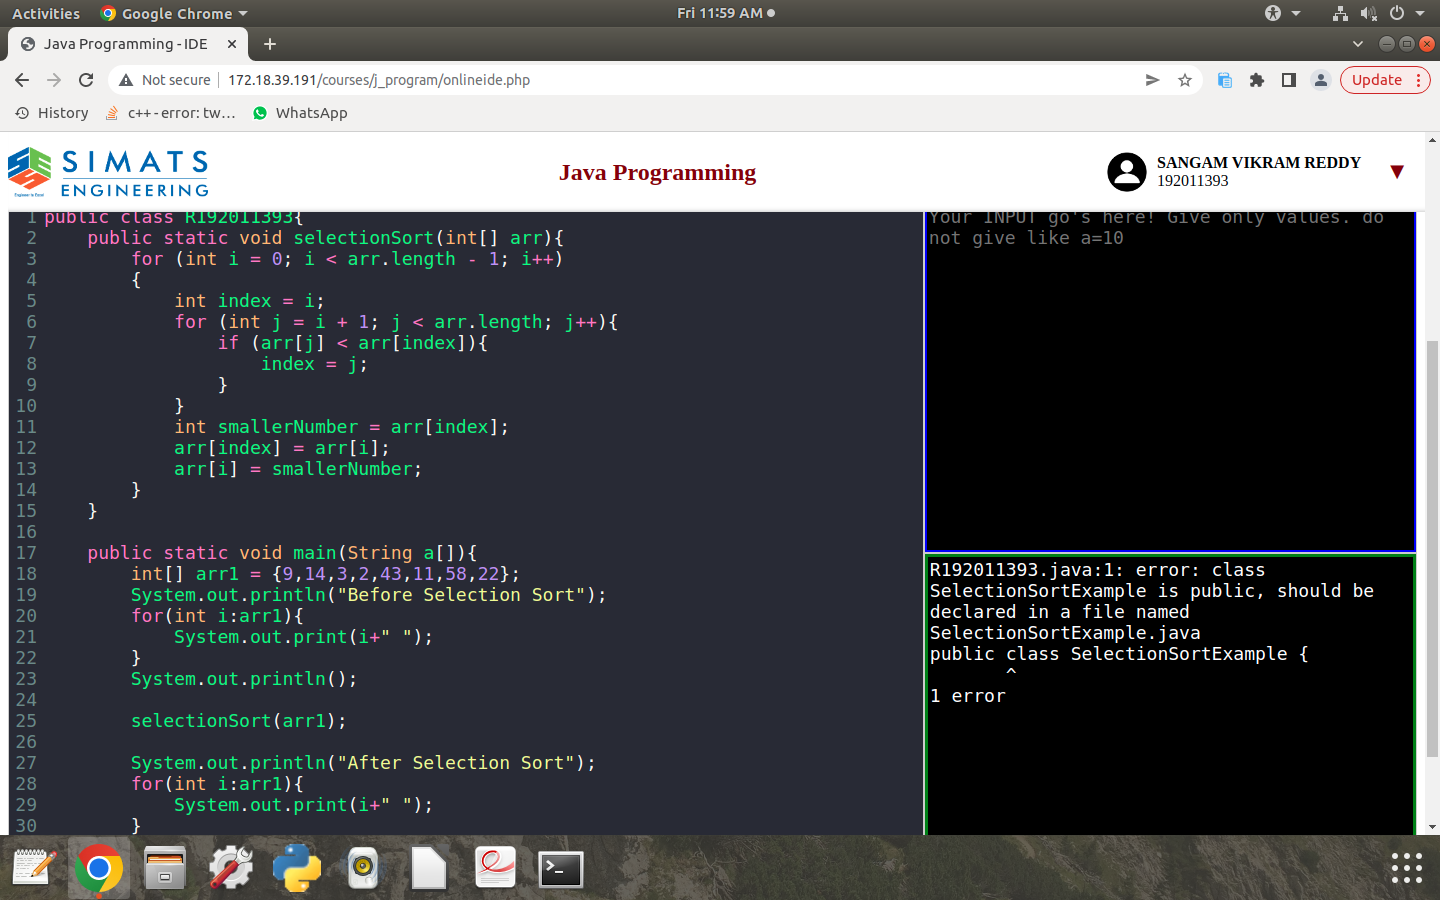 Activities Google Chrome Fri 11:59 AM
Java Programming - IDE
Not secure 172.18.39.191/courses/j_program/onlineide.php Update
History c++ - error: tw… WhatsApp
SIMATS
ENGINEERING
Engineer to Excel
Java Programming
SANGAM VIKRAM REDDY
192011393
1 public class R192011393{
2     public static void selectionSort(int[] arr){
3         for (int i = 0; i < arr.length - 1; i++)
4         {
5             int index = i;
6             for (int j = i + 1; j < arr.length; j++){
7                 if (arr[j] < arr[index]){
8                     index = j;
9                 }
10             }
11             int smallerNumber = arr[index];
12             arr[index] = arr[i];
13             arr[i] = smallerNumber;
14         }
15     }
16
17     public static void main(String a[]){
18         int[] arr1 = {9,14,3,2,43,11,58,22};
19         System.out.println("Before Selection Sort");
20         for(int i:arr1){
21             System.out.print(i+" ");
22         }
23         System.out.println();
24
25         selectionSort(arr1);
26
27         System.out.println("After Selection Sort");
28         for(int i:arr1){
29             System.out.print(i+" ");
30         }
Your INPUT go's here! Give only values. do
not give like a=10
R192011393.java:1: error: class
SelectionSortExample is public, should be
declared in a file named
SelectionSortExample.java
public class SelectionSortExample {
       ^
1 error